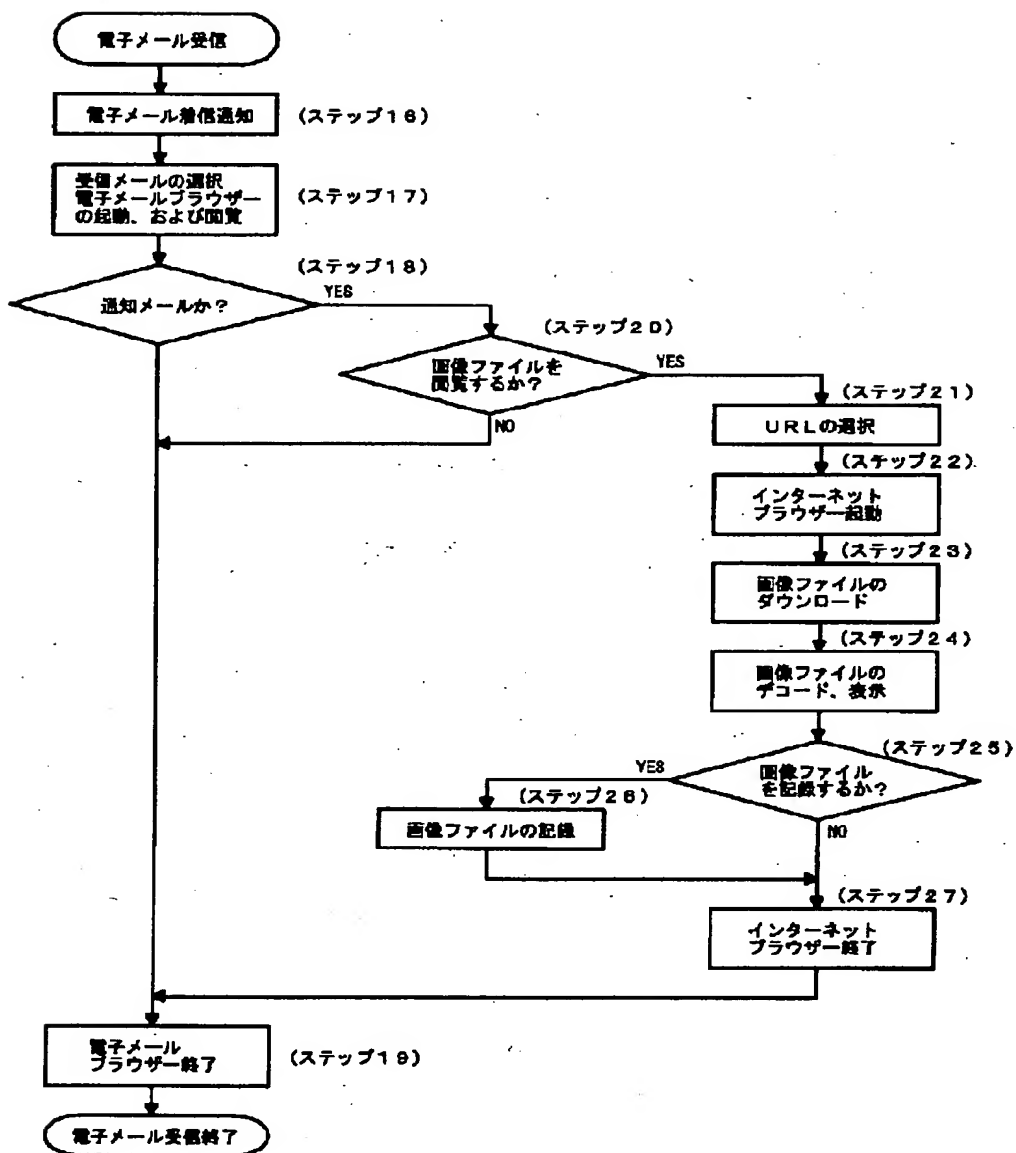 電子メール受信
電子メール着信通知
(ステップ16)
受信メールの選択
電子メールブラウザー
の起動、および閲覧
(ステップ17)
(ステップ18)
通知メールか?
YES
(ステップ20)
画像ファイルを
閲覧するか?
YES
NO
(ステップ21)
URLの選択
(ステップ22)
インターネット
ブラウザー起動
(ステップ23)
画像ファイルの
ダウンロード
(ステップ24)
画像ファイルの
デコード、表示
(ステップ25)
画像ファイル
を記録するか?
YES
(ステップ26)
画像ファイルの記録
NO
(ステップ27)
インターネット
ブラウザー終了
電子メール
ブラウザー終了
(ステップ19)
電子メール受信終了